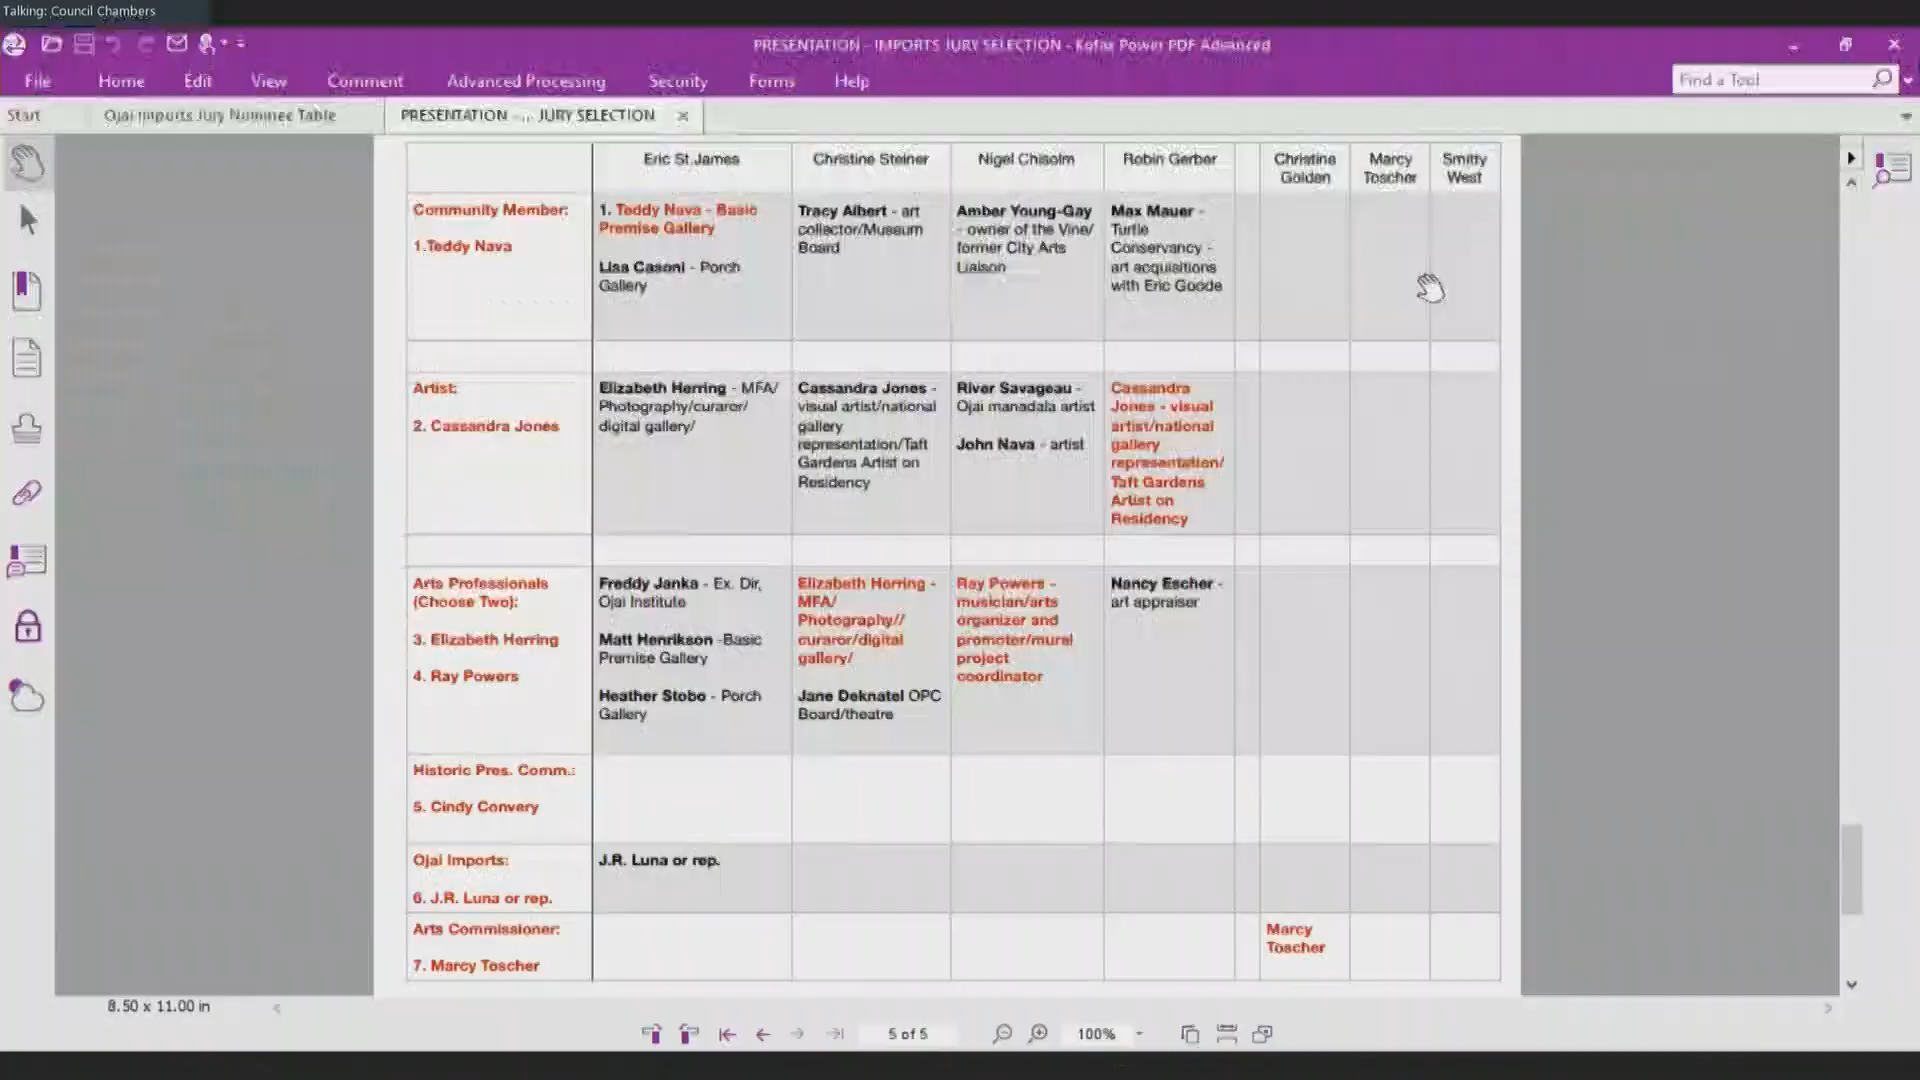 Talking: Council Chambers
PRESENTATION - IMPORTS JURY SELECTION - Kofax Power PDF Advanced
File Home Edit View Comment Advanced Processing Security Forms Help
Find a Tool
Start Ojai Imports Jury Nominee Table PRESENTATION - ... JURY SELECTION
Eric St.James
Christine Steiner
Nigel Chisolm
Robin Gerber
Christine
Golden
Marcy
Toscher
Smitty
West
Community Member:
1.Teddy Nava
1. Teddy Nava - Basic
Premise Gallery
Lisa Casoni - Porch
Gallery
Tracy Albert - art
collector/Museum
Board
Amber Young-Gay
- owner of the Vine/
former City Arts
Liaison
Max Mauer -
Turtle
Conservancy -
art acquisitions
with Eric Goode
Artist:
2. Cassandra Jones
Elizabeth Herring - MFA/
Photography/curaror/
digital gallery/
Cassandra Jones -
visual artist/national
gallery
representation/Taft
Gardens Artist on
Residency
River Savageau -
Ojai manadala artist
John Nava - artist
Cassandra
Jones - visual
artist/national
gallery
representation/
Taft Gardens
Artist on
Residency
Arts Professionals
(Choose Two):
3. Elizabeth Herring
4. Ray Powers
Freddy Janka - Ex. Dir,
Ojai Institute
Matt Henrikson -Basic
Premise Gallery
Heather Stobo - Porch
Gallery
Elizabeth Herring -
MFA/
Photography//
curaror/digital
gallery/
Jane Deknatel OPC
Board/theatre
Ray Powers -
musician/arts
organizer and
promoter/mural
project
coordinator
Nancy Escher -
art appraiser
Historic Pres. Comm.:
5. Cindy Convery
Ojai Imports:
6. J.R. Luna or rep.
J.R. Luna or rep.
Arts Commissioner:
7. Marcy Toscher
Marcy
Toscher
8.50 x 11.00 in
5 of 5
100%